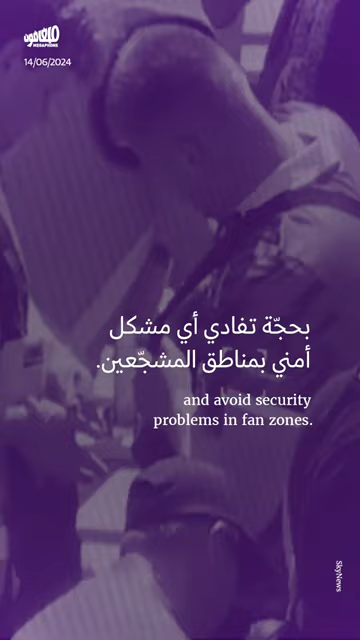 ميغافون
MEGAPHONE
14/06/2024
بحجّة تفادي أي مشكل
أمني بمناطق المشجّعين.
and avoid security
problems in fan zones.
SkyNews